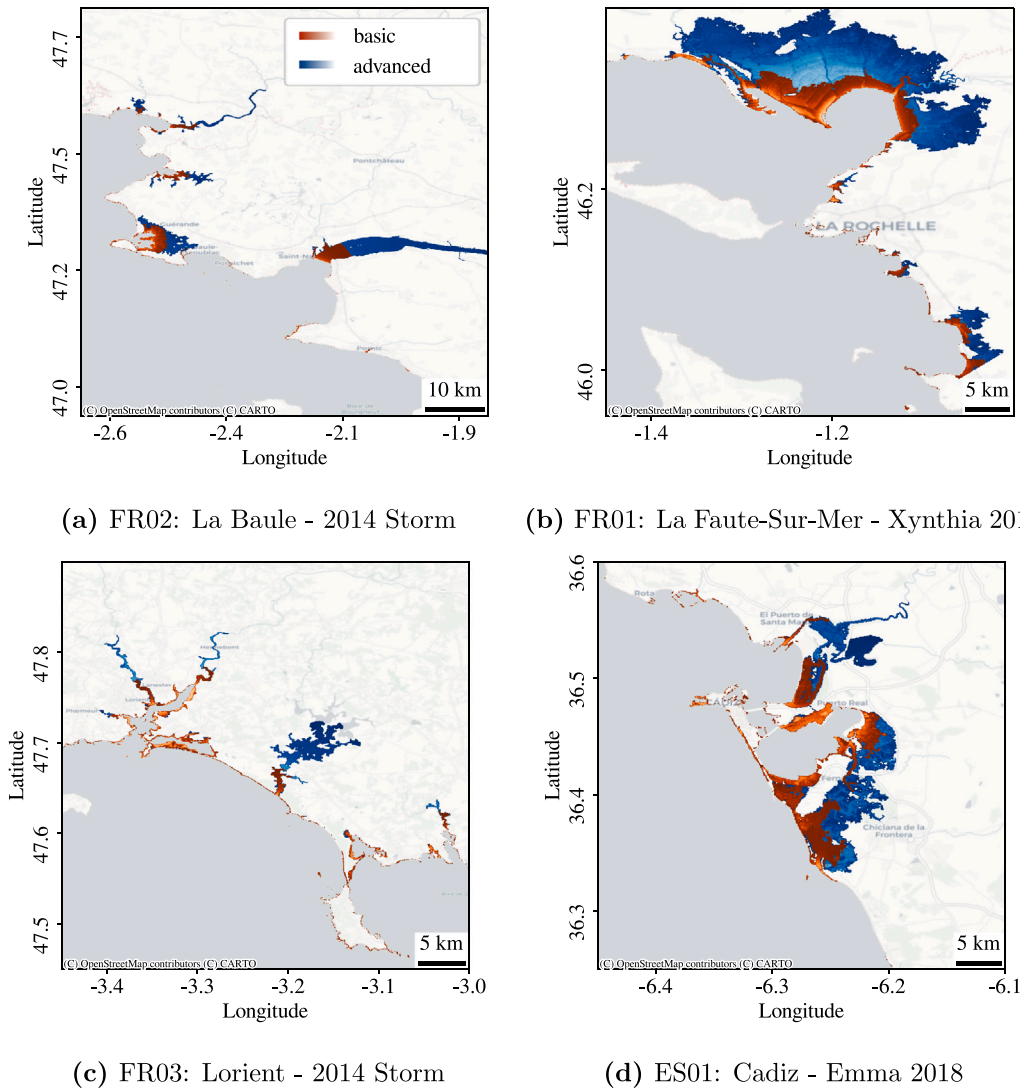 basic
advanced
47.7
47.5
47.2
47.0
Latitude
Pontchâteau
Guérande
Pornichet
Saint-N
Pornic
10 km
(C) OpenStreetMap contributors (C) CARTO
-2.6
-2.4
-2.1
-1.9
Longitude
(a) FR02: La Baule - 2014 Storm
46.2
46.0
Latitude
LA ROCHELLE
5 km
(C) OpenStreetMap contributors (C) CARTO
-1.4
-1.2
Longitude
(b) FR01: La Faute-Sur-Mer - Xynthia 201
47.8
47.7
47.6
47.5
Latitude
Hennebont
Lanester
Lorient
Ploemeur
5 km
(C) OpenStreetMap contributors (C) CARTO
-3.4
-3.3
-3.2
-3.1
-3.0
Longitude
(c) FR03: Lorient - 2014 Storm
36.6
36.5
36.4
36.3
Latitude
Rota
El Puerto de
Santa Ma
CÁDIZ
Puerto Real
Fern
Chiclana de la
Frontera
5 km
(C) OpenStreetMap contributors (C) CARTO
-6.4
-6.3
-6.2
-6.1
Longitude
(d) ES01: Cadiz - Emma 2018